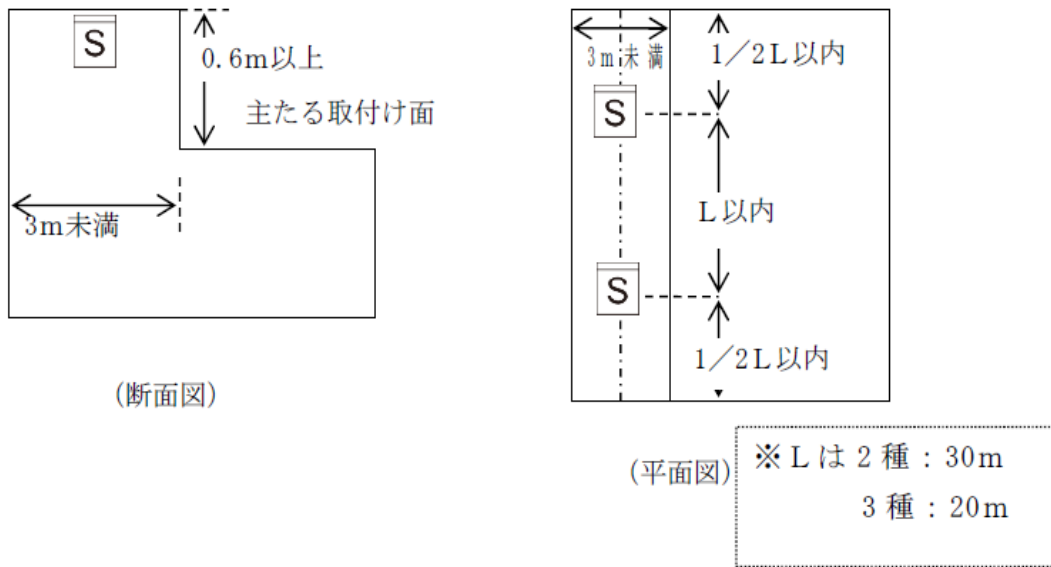 S
0.6m以上
主たる取付け面
3m未満
(断面図)
3m未満
1／2L以内
S
L以内
S
1／2L以内
(平面図)
※Lは2種：30m
3種：20m